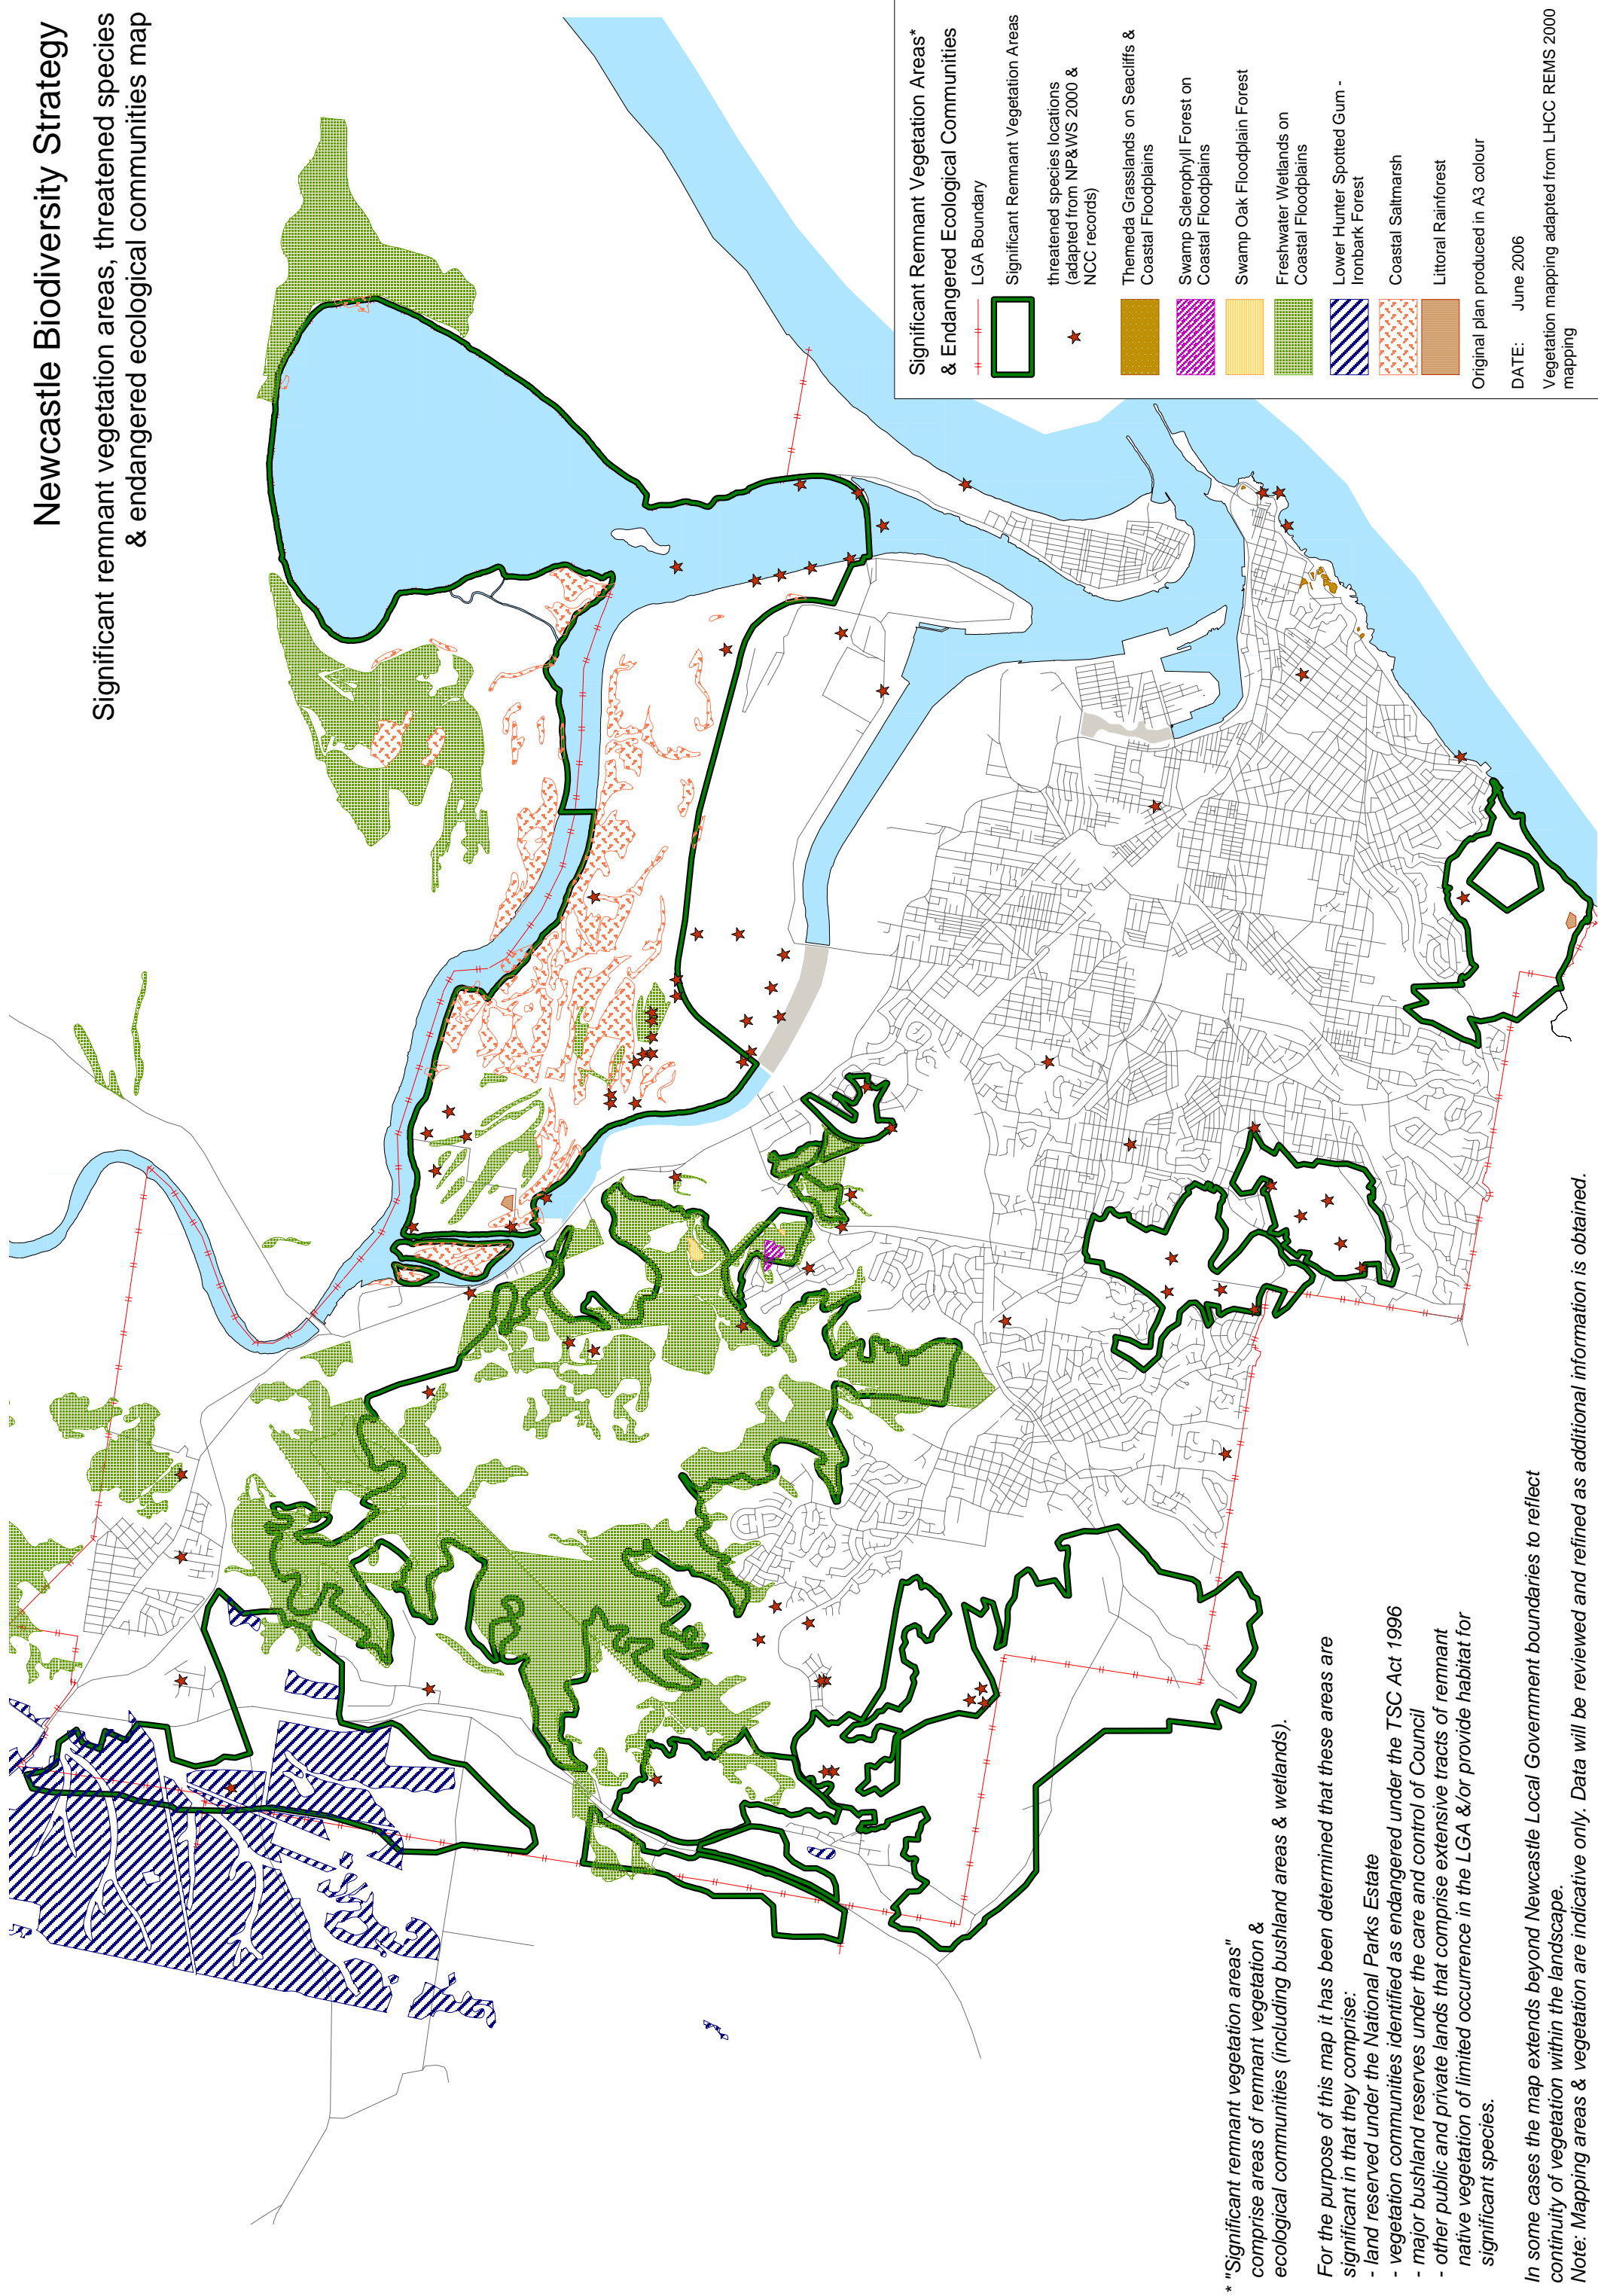 Newcastle Biodiversity Strategy
Significant remnant vegetation areas, threatened species
& endangered ecological communities map
Significant Remnant Vegetation Areas*
& Endangered Ecological Communities
LGA Boundary
Significant Remnant Vegetation Areas
threatened species locations
(adapted from NP&WS 2000 &
NCC records)
Themeda Grasslands on Seacliffs &
Coastal Floodplains
Swamp Sclerophyll Forest on
Coastal Floodplains
Swamp Oak Floodplain Forest
Freshwater Wetlands on
Coastal Floodplains
Lower Hunter Spotted Gum -
Ironbark Forest
Coastal Saltmarsh
Littoral Rainforest
Original plan produced in A3 colour
DATE: June 2006
Vegetation mapping adapted from LHCC REMS 2000
mapping
* "Significant remnant vegetation areas"
comprise areas of remnant vegetation &
ecological communities (including bushland areas & wetlands).
For the purpose of this map it has been determined that these areas are
significant in that they comprise:
- land reserved under the National Parks Estate
- vegetation communities identified as endangered under the TSC Act 1996
- major bushland reserves under the care and control of Council
- other public and private lands that comprise extensive tracts of remnant
native vegetation of limited occurrence in the LGA &/or provide habitat for
significant species.
In some cases the map extends beyond Newcastle Local Government boundaries to reflect
continuity of vegetation within the landscape.
Note: Mapping areas & vegetation are indicative only. Data will be reviewed and refined as additional information is obtained.